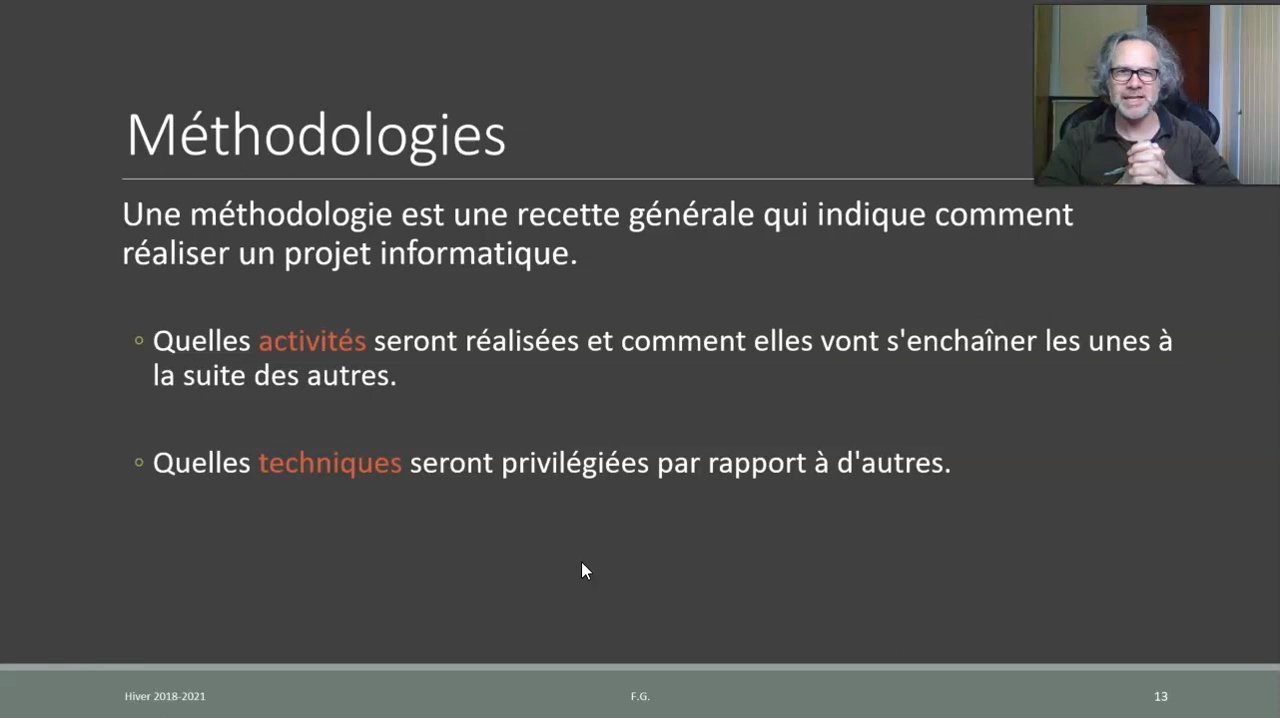 Méthodologies
Une méthodologie est une recette générale qui indique comment
réaliser un projet informatique.
Quelles activités seront réalisées et comment elles vont s'enchaîner les unes à
la suite des autres.
Quelles techniques seront privilégiées par rapport à d'autres.
Hiver 2018-2021
F.G.
13